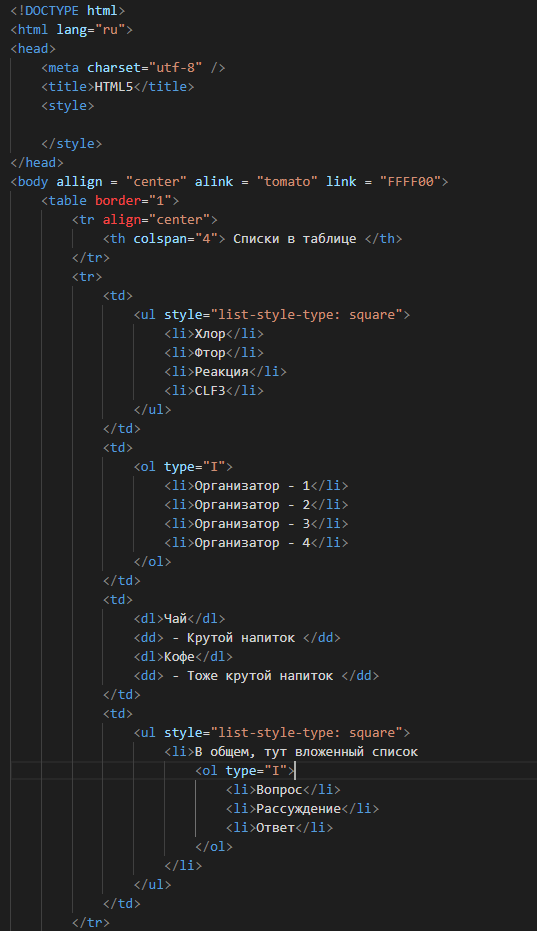 <!DOCTYPE html>
<html lang="ru">
<head>
    <meta charset="utf-8" />
    <title>HTML5</title>
    <style>

    </style>
</head>
<body allign = "center" alink = "tomato" link = "FFFF00">
    <table border="1">
        <tr align="center">
            <th colspan="4"> Списки в таблице </th>
        </tr>
        <tr>
            <td>
                <ul style="list-style-type: square">
                    <li>Хлор</li>
                    <li>Фтор</li>
                    <li>Реакция</li>
                    <li>CLF3</li>
                </ul>
            </td>
            <td>
                <ol type="I">
                    <li>Организатор - 1</li>
                    <li>Организатор - 2</li>
                    <li>Организатор - 3</li>
                    <li>Организатор - 4</li>
                </ol>
            </td>
            <td>
                <dl>Чай</dl>
                <dd> - Крутой напиток </dd>
                <dl>Кофе</dl>
                <dd> - Тоже крутой напиток </dd>
            </td>
            <td>
                <ul style="list-style-type: square">
                    <li>В общем, тут вложенный список
                        <ol type="I">
                            <li>Вопрос</li>
                            <li>Рассуждение</li>
                            <li>Ответ</li>
                        </ol>
                    </li>
                </ul>
            </td>
        </tr>